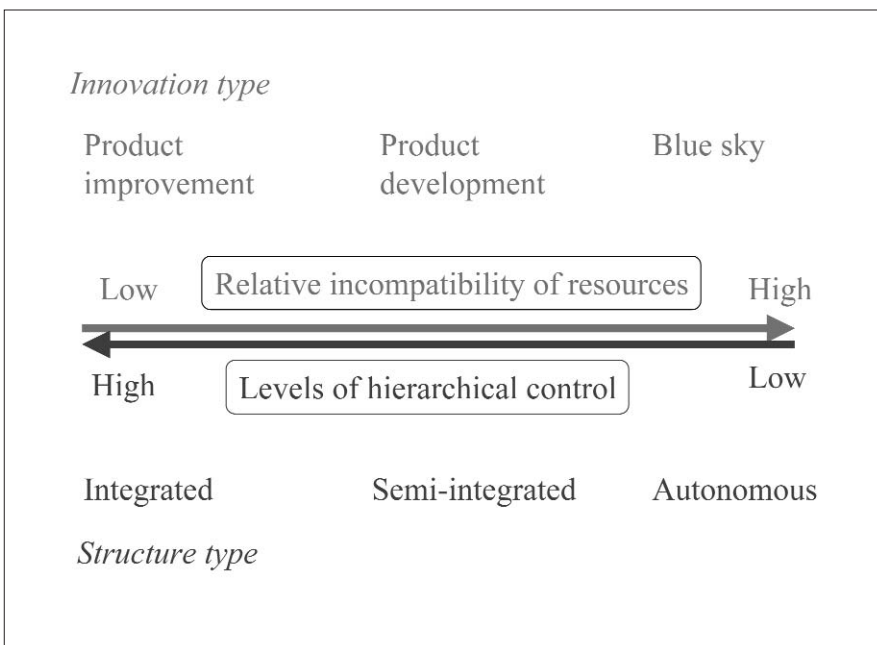 Innovation type
Product improvement
Product development
Blue sky
Low
Relative incompatibility of resources
High
High
Levels of hierarchical control
Low
Integrated
Semi-integrated
Autonomous
Structure type